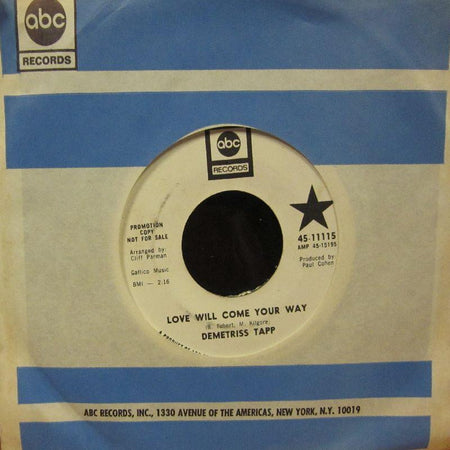 abc
RECORDS
abc
RECORDS
PROMOTION
COPY
NOT FOR SALE
45-11115
AMP 45-15195
Arranged by:
Cliff Parman
Produced by
Paul Cohen
Gallico Music
BMI - 2.16
LOVE WILL COME YOUR WAY
M. Kilgore)
DEMETRISS TAPP
ABC RECORDS, INC., 1330 AVENUE OF THE AMERICAS, NEW YORK, N.Y. 10019